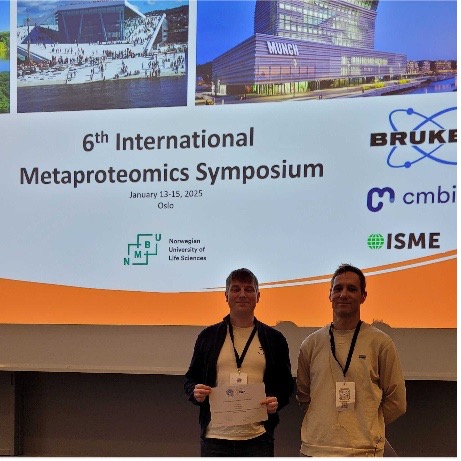 MUNCH
6th International
Metaproteomics Symposium
January 13-15, 2025
Oslo
BRUKE
cmbi
ISME
N M B U
Norwegian
University of
Life Sciences